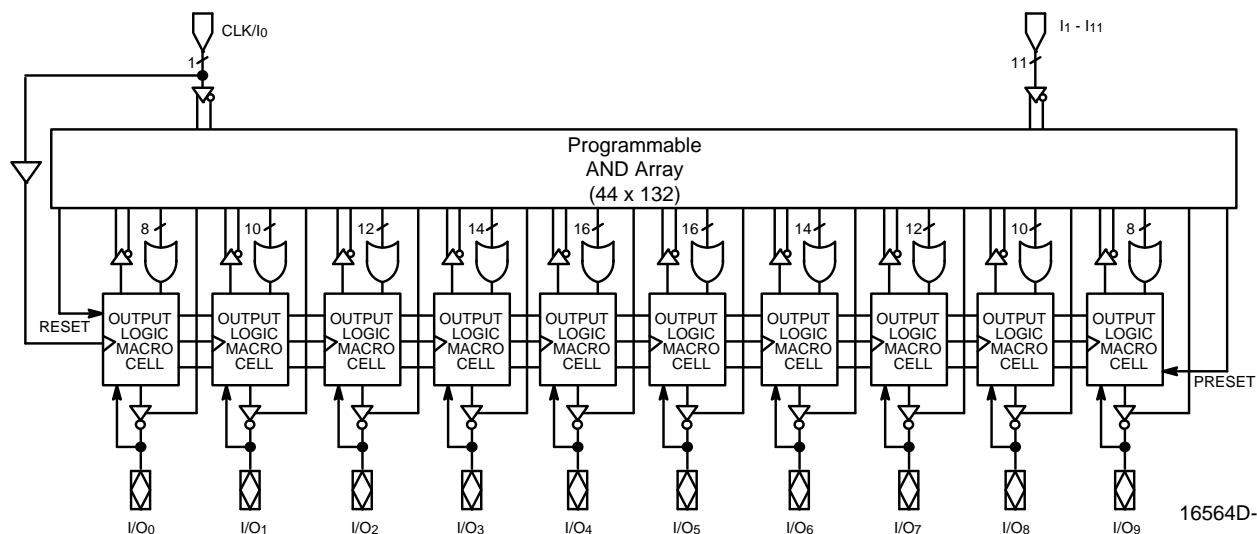 CLK/I0
I1 - I11
1
11
Programmable
AND Array
(44 x 132)
8
10
12
14
16
16
14
12
10
8
RESET
OUTPUT
LOGIC
MACRO
CELL
OUTPUT
LOGIC
MACRO
CELL
OUTPUT
LOGIC
MACRO
CELL
OUTPUT
LOGIC
MACRO
CELL
OUTPUT
LOGIC
MACRO
CELL
OUTPUT
LOGIC
MACRO
CELL
OUTPUT
LOGIC
MACRO
CELL
OUTPUT
LOGIC
MACRO
CELL
OUTPUT
LOGIC
MACRO
CELL
OUTPUT
LOGIC
MACRO
CELL
PRESET
I/O0
I/O1
I/O2
I/O3
I/O4
I/O5
I/O6
I/O7
I/O8
I/O9
16564D-